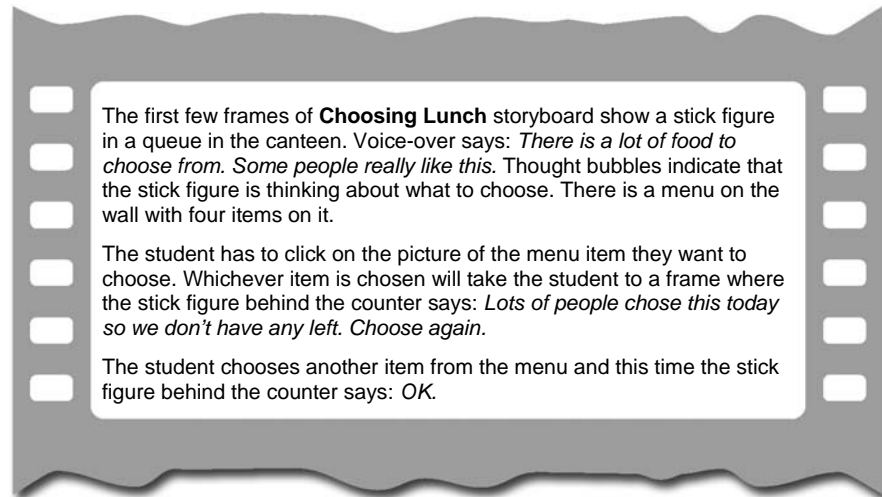 The first few frames of Choosing Lunch storyboard show a stick figure
in a queue in the canteen. Voice-over says: There is a lot of food to
choose from. Some people really like this. Thought bubbles indicate that
the stick figure is thinking about what to choose. There is a menu on the
wall with four items on it.
The student has to click on the picture of the menu item they want to
choose. Whichever item is chosen will take the student to a frame where
the stick figure behind the counter says: Lots of people chose this today
so we don’t have any left. Choose again.
The student chooses another item from the menu and this time the stick
figure behind the counter says: OK.